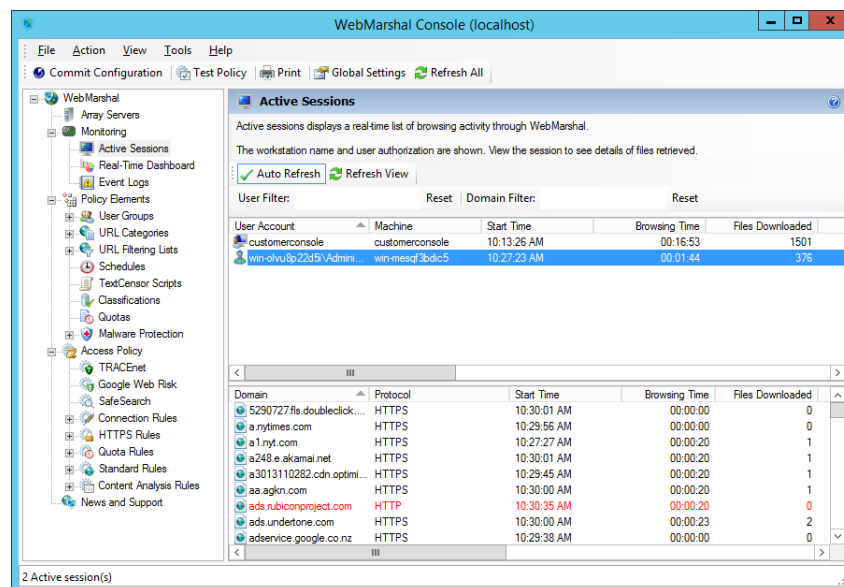 WebMarshal Console (localhost)
File Action View Tools Help
Commit Configuration Test Policy Print Global Settings Refresh All
WebMarshal
Array Servers
Monitoring
Active Sessions
Real-Time Dashboard
Event Logs
Policy Elements
User Groups
URL Categories
URL Filtering Lists
Schedules
TextCensor Scripts
Classifications
Quotas
Malware Protection
Access Policy
TRACEnet
Google Web Risk
SafeSearch
Connection Rules
HTTPS Rules
Quota Rules
Standard Rules
Content Analysis Rules
News and Support
Active Sessions
Active sessions displays a real-time list of browsing activity through WebMarshal.
The workstation name and user authorization are shown. View the session to see details of files retrieved.
Auto Refresh Refresh View
User Filter: Reset Domain Filter: Reset
User Account Machine Start Time Browsing Time Files Downloaded
customerconsole customerconsole 10:13:26 AM 00:16:53 1501
win-olvu8p22d5i\Admini... win-mesqf3bdic5 10:27:23 AM 00:01:44 376
Domain Protocol Start Time Browsing Time Files Downloaded
5290727.fls.doubleclick.... HTTPS 10:30:01 AM 00:00:00 0
a.nytimes.com HTTPS 10:29:56 AM 00:00:00 0
a1.nyt.com HTTPS 10:27:27 AM 00:00:20 1
a248.e.akamai.net HTTPS 10:30:01 AM 00:00:20 1
a3013110282.cdn.optimi... HTTPS 10:29:45 AM 00:00:20 1
aa.agkn.com HTTPS 10:30:00 AM 00:00:20 1
ads.rubiconproject.com HTTP 10:30:35 AM 00:00:20 0
ads.undertone.com HTTPS 10:30:00 AM 00:00:23 2
adservice.google.co.nz HTTPS 10:29:38 AM 00:00:00 0
2 Active session(s)